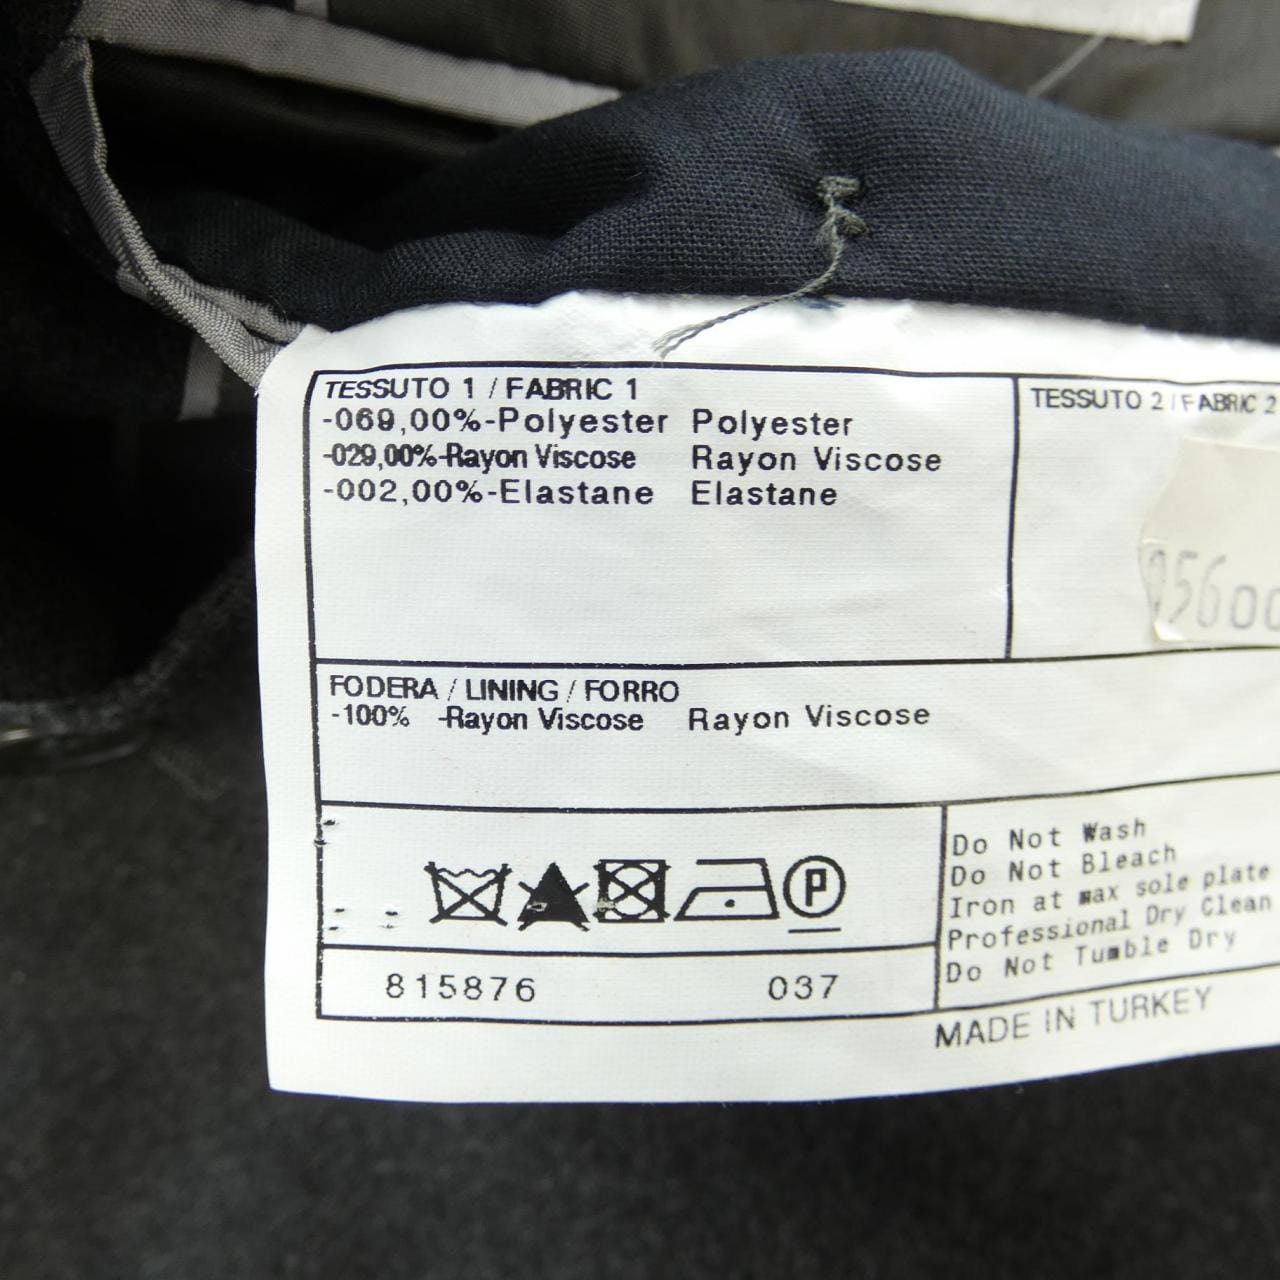 TESSUTO 1 / FABRIC 1
-069,00%-Polyester Polyester
-029,00%-Rayon Viscose Rayon Viscose
-002,00%-Elastane Elastane
TESSUTO 2 / FABRIC 2
5600
FODERA / LINING / FORRO
-100% -Rayon Viscose Rayon Viscose
P
Do Not Wash
Do Not Bleach
Iron at max sole plate
Professional Dry Clean
Do Not Tumble Dry
815876 037
MADE IN TURKEY